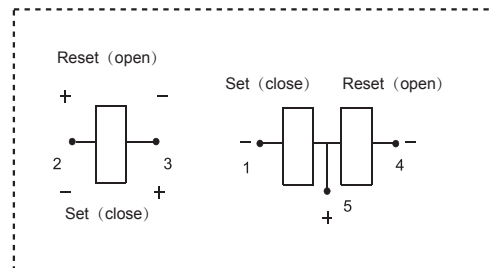 Reset（open）
+ −
2 3
− +
Set（close）
Set（close） Reset（open）
− −
1 4
5
+